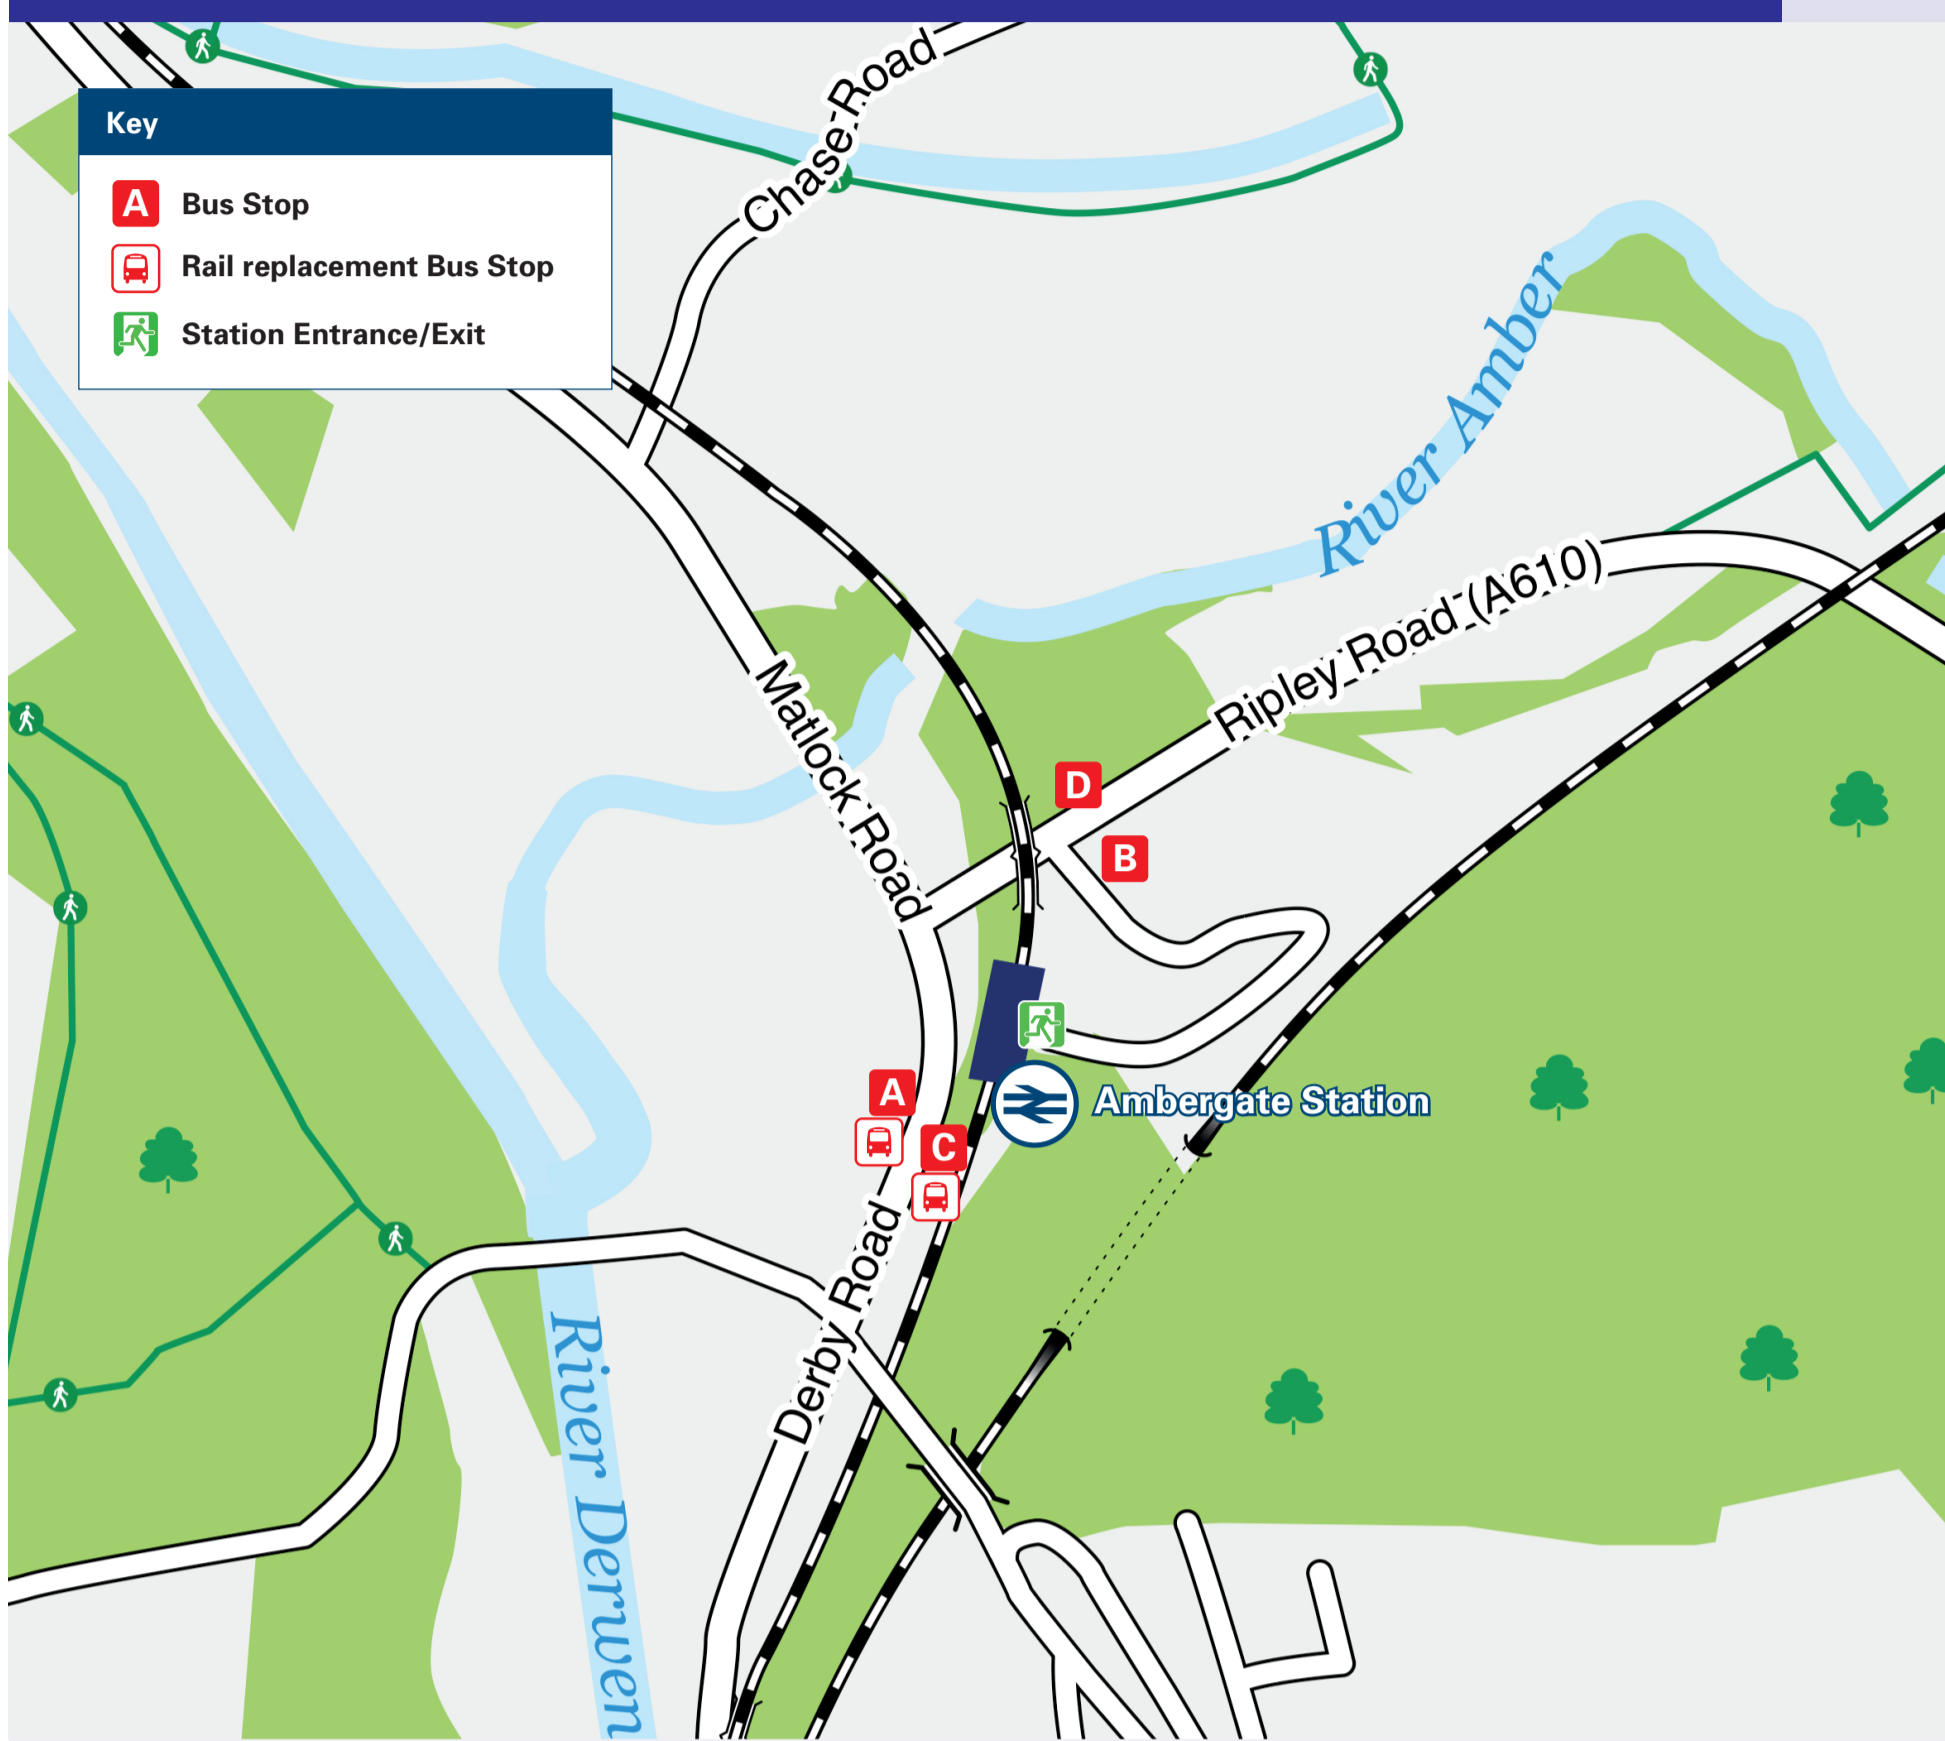 Key
A Bus Stop
Rail replacement Bus Stop
Station Entrance/Exit
Chase Road
River Amber
Ripley Road (A610)
Matlock Road
D
B
A
C
Ambergate Station
Derby Road
River Derwen